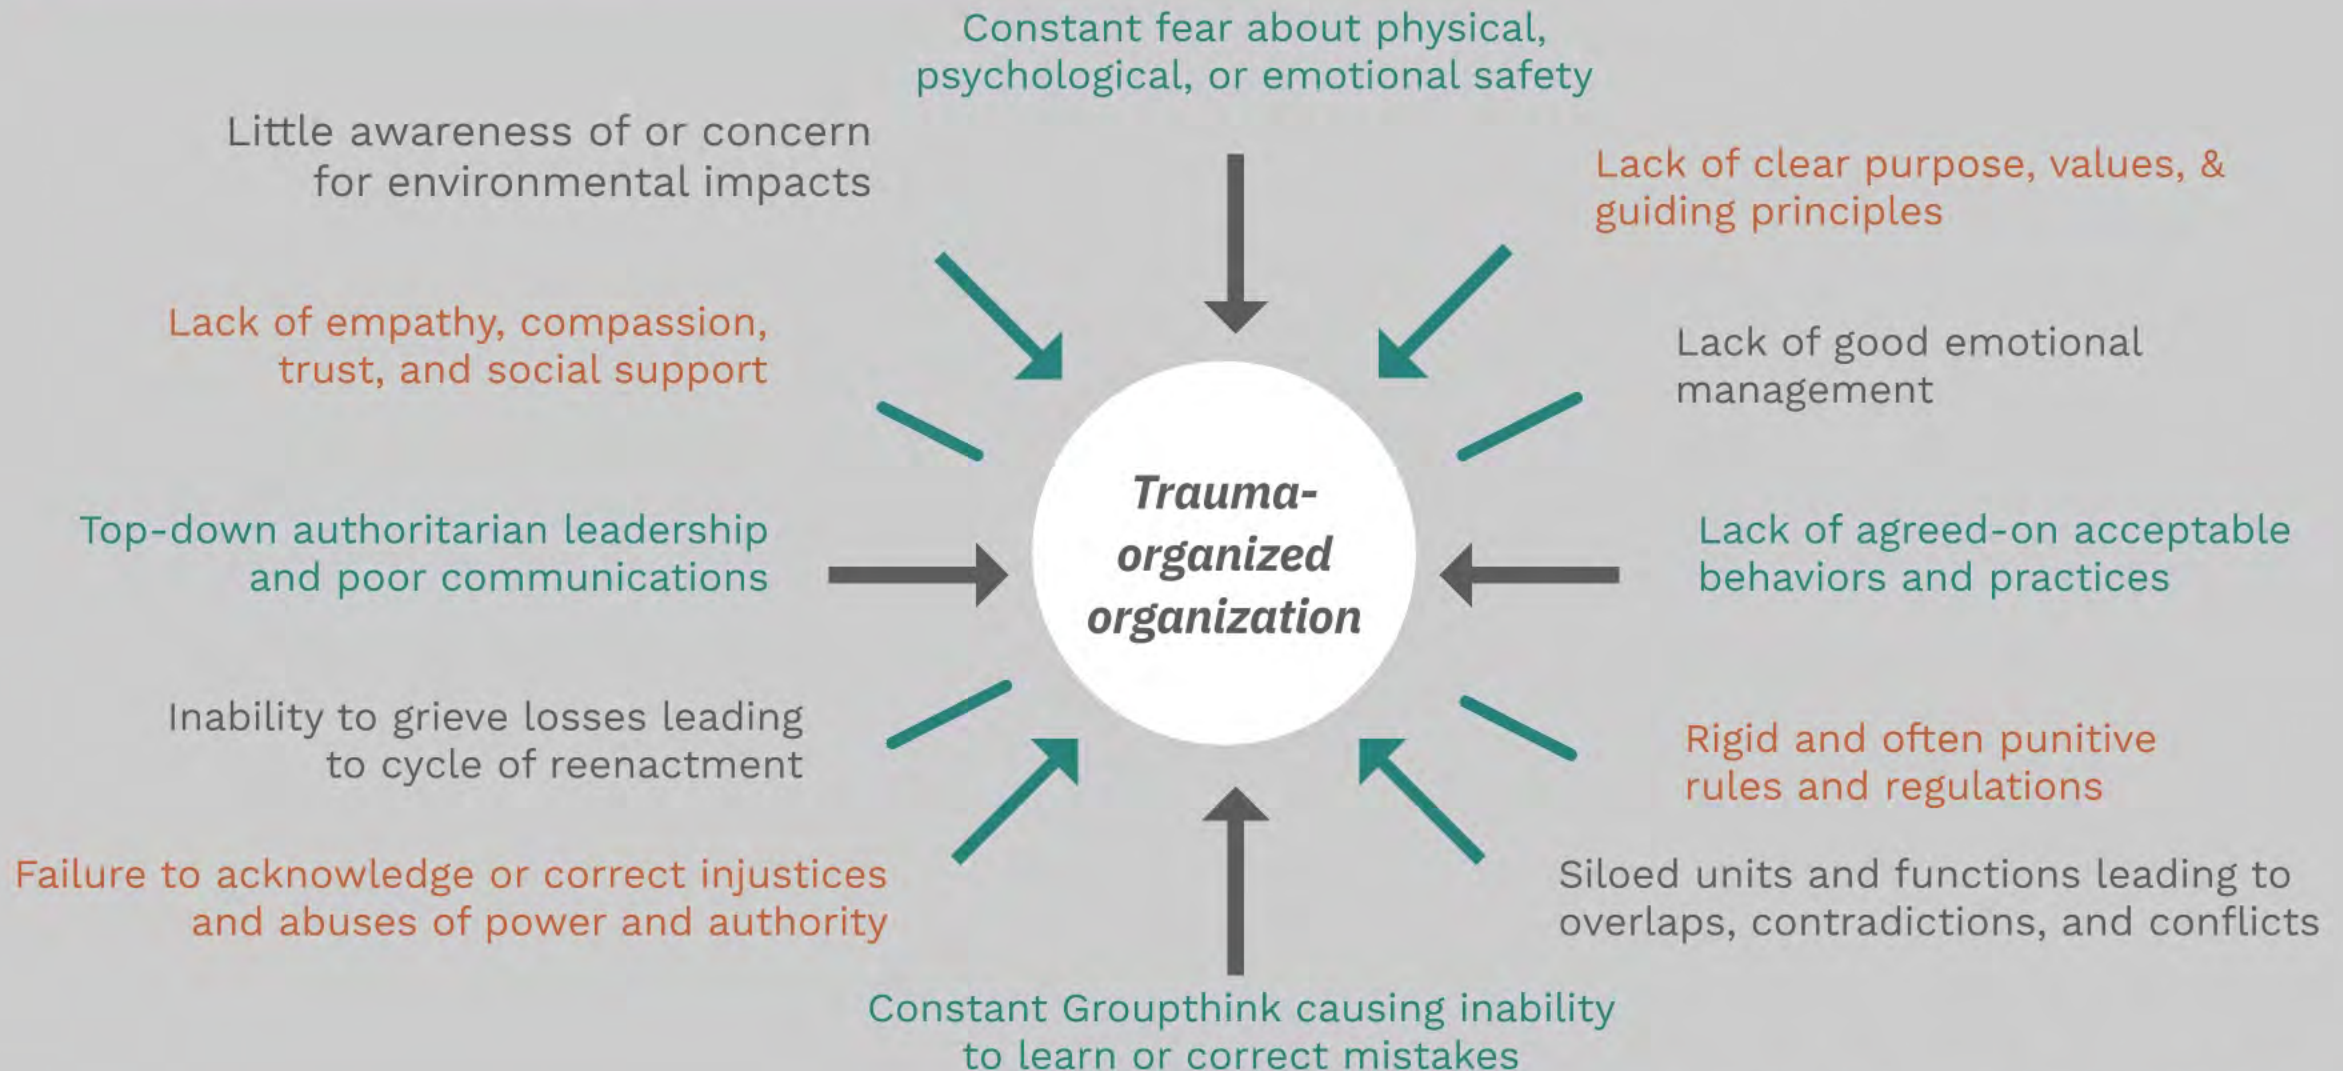 Constant fear about physical,
psychological, or emotional safety
Lack of clear purpose, values, &
guiding principles
Lack of good emotional
management
Lack of agreed-on acceptable
behaviors and practices
Rigid and often punitive
rules and regulations
Siloed units and functions leading to
overlaps, contradictions, and conflicts
Constant Groupthink causing inability
to learn or correct mistakes
Failure to acknowledge or correct injustices
and abuses of power and authority
Inability to grieve losses leading
to cycle of reenactment
Top-down authoritarian leadership
and poor communications
Lack of empathy, compassion,
trust, and social support
Little awareness of or concern
for environmental impacts
Trauma-
organized
organization